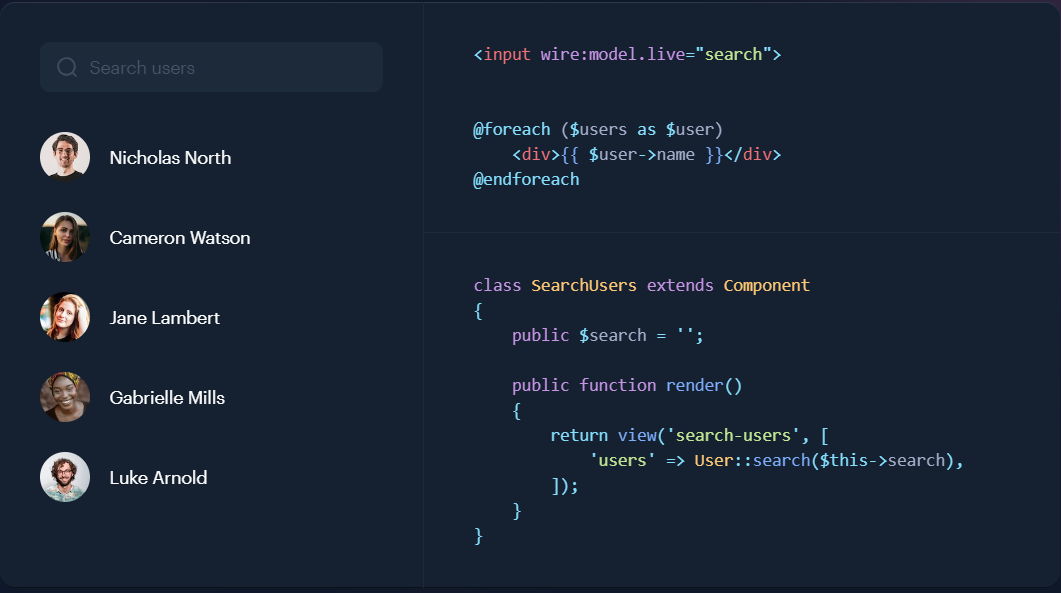 Search users
Nicholas North
Cameron Watson
Jane Lambert
Gabrielle Mills
Luke Arnold
<input wire:model.live="search">
@foreach ($users as $user)
    <div>{{ $user->name }}</div>
@endforeach
class SearchUsers extends Component
{
    public $search = '';
    public function render()
    {
        return view('search-users', [
            'users' => User::search($this->search),
        ]);
    }
}